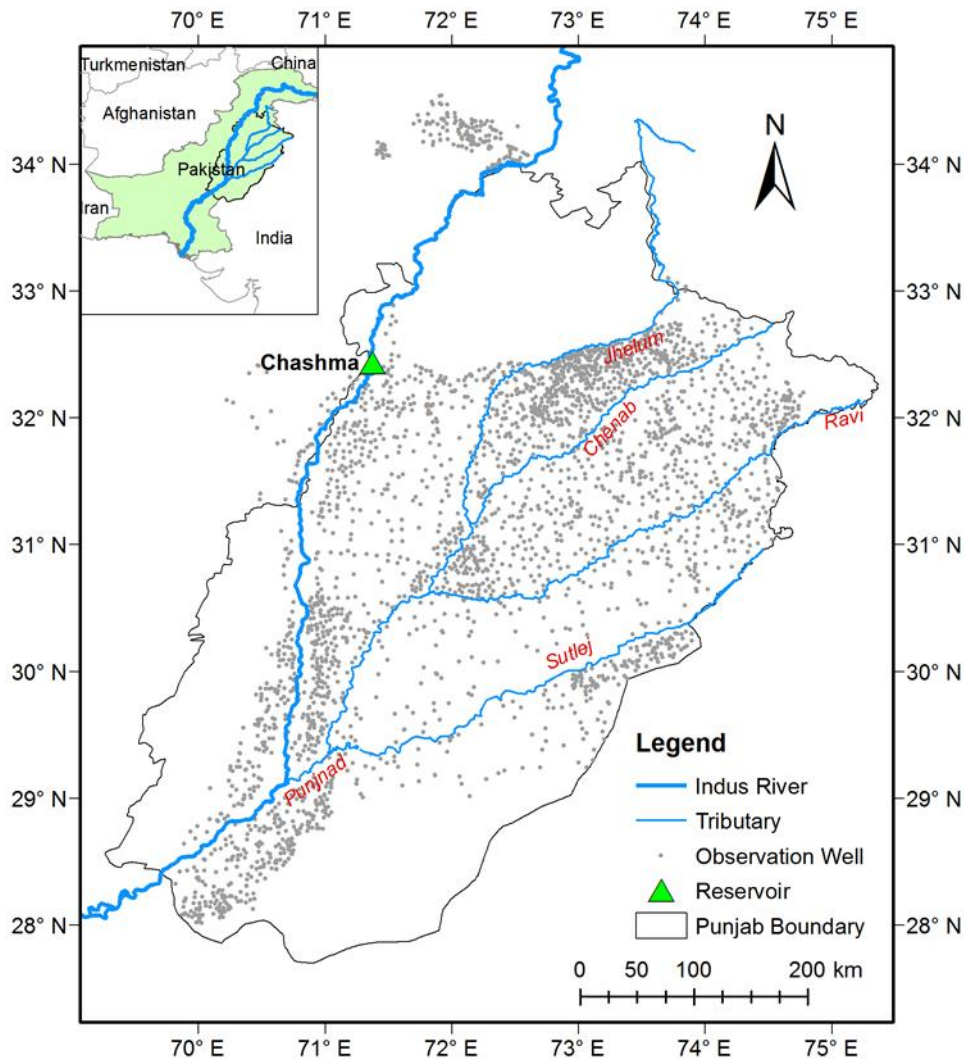 70° E 71° E 72° E 73° E 74° E 75° E
Turkmenistan
China
Afghanistan
Pakistan
Iran
India
N
34° N 34° N
33° N 33° N
Chashma
Jhelum
32° N 32° N
Chenab
Ravi
31° N 31° N
30° N 30° N
Sutlej
29° N 29° N
Punjnad
28° N 28° N
Legend
Indus River
Tributary
Observation Well
Reservoir
Punjab Boundary
0 50 100 200 km
70° E 71° E 72° E 73° E 74° E 75° E